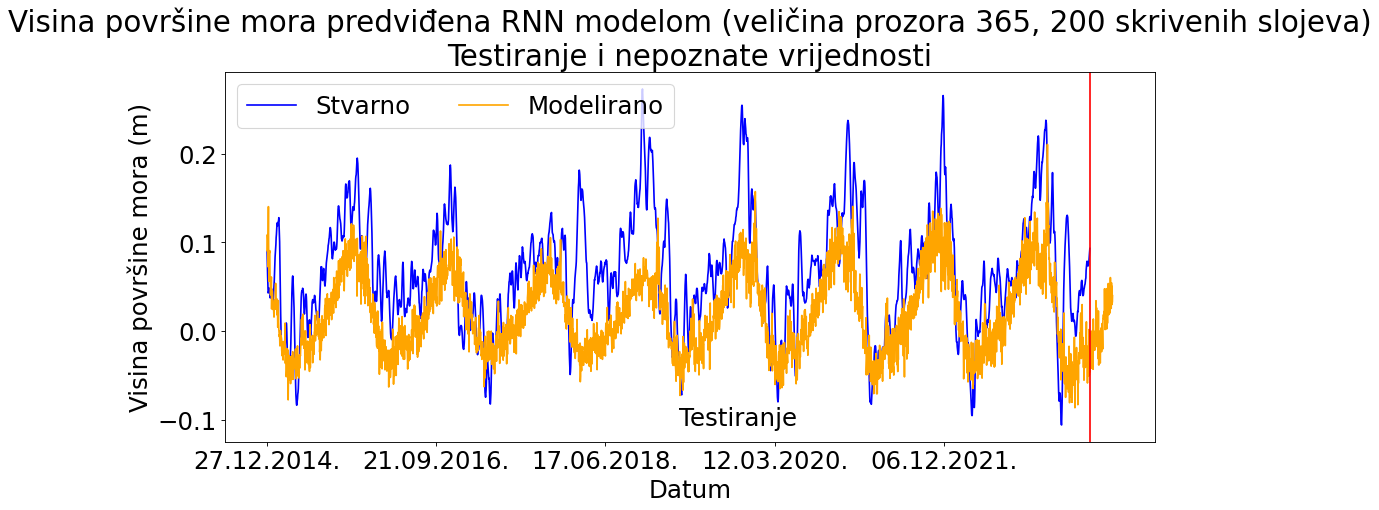 Visina površine mora predviđena RNN modelom (veličina prozora 365, 200 skrivenih slojeva)
Testiranje i nepoznate vrijednosti
Stvarno Modelirano
Visina površine mora (m)
0.2
0.1
0.0
−0.1
Testiranje
27.12.2014. 21.09.2016. 17.06.2018. 12.03.2020. 06.12.2021.
Datum